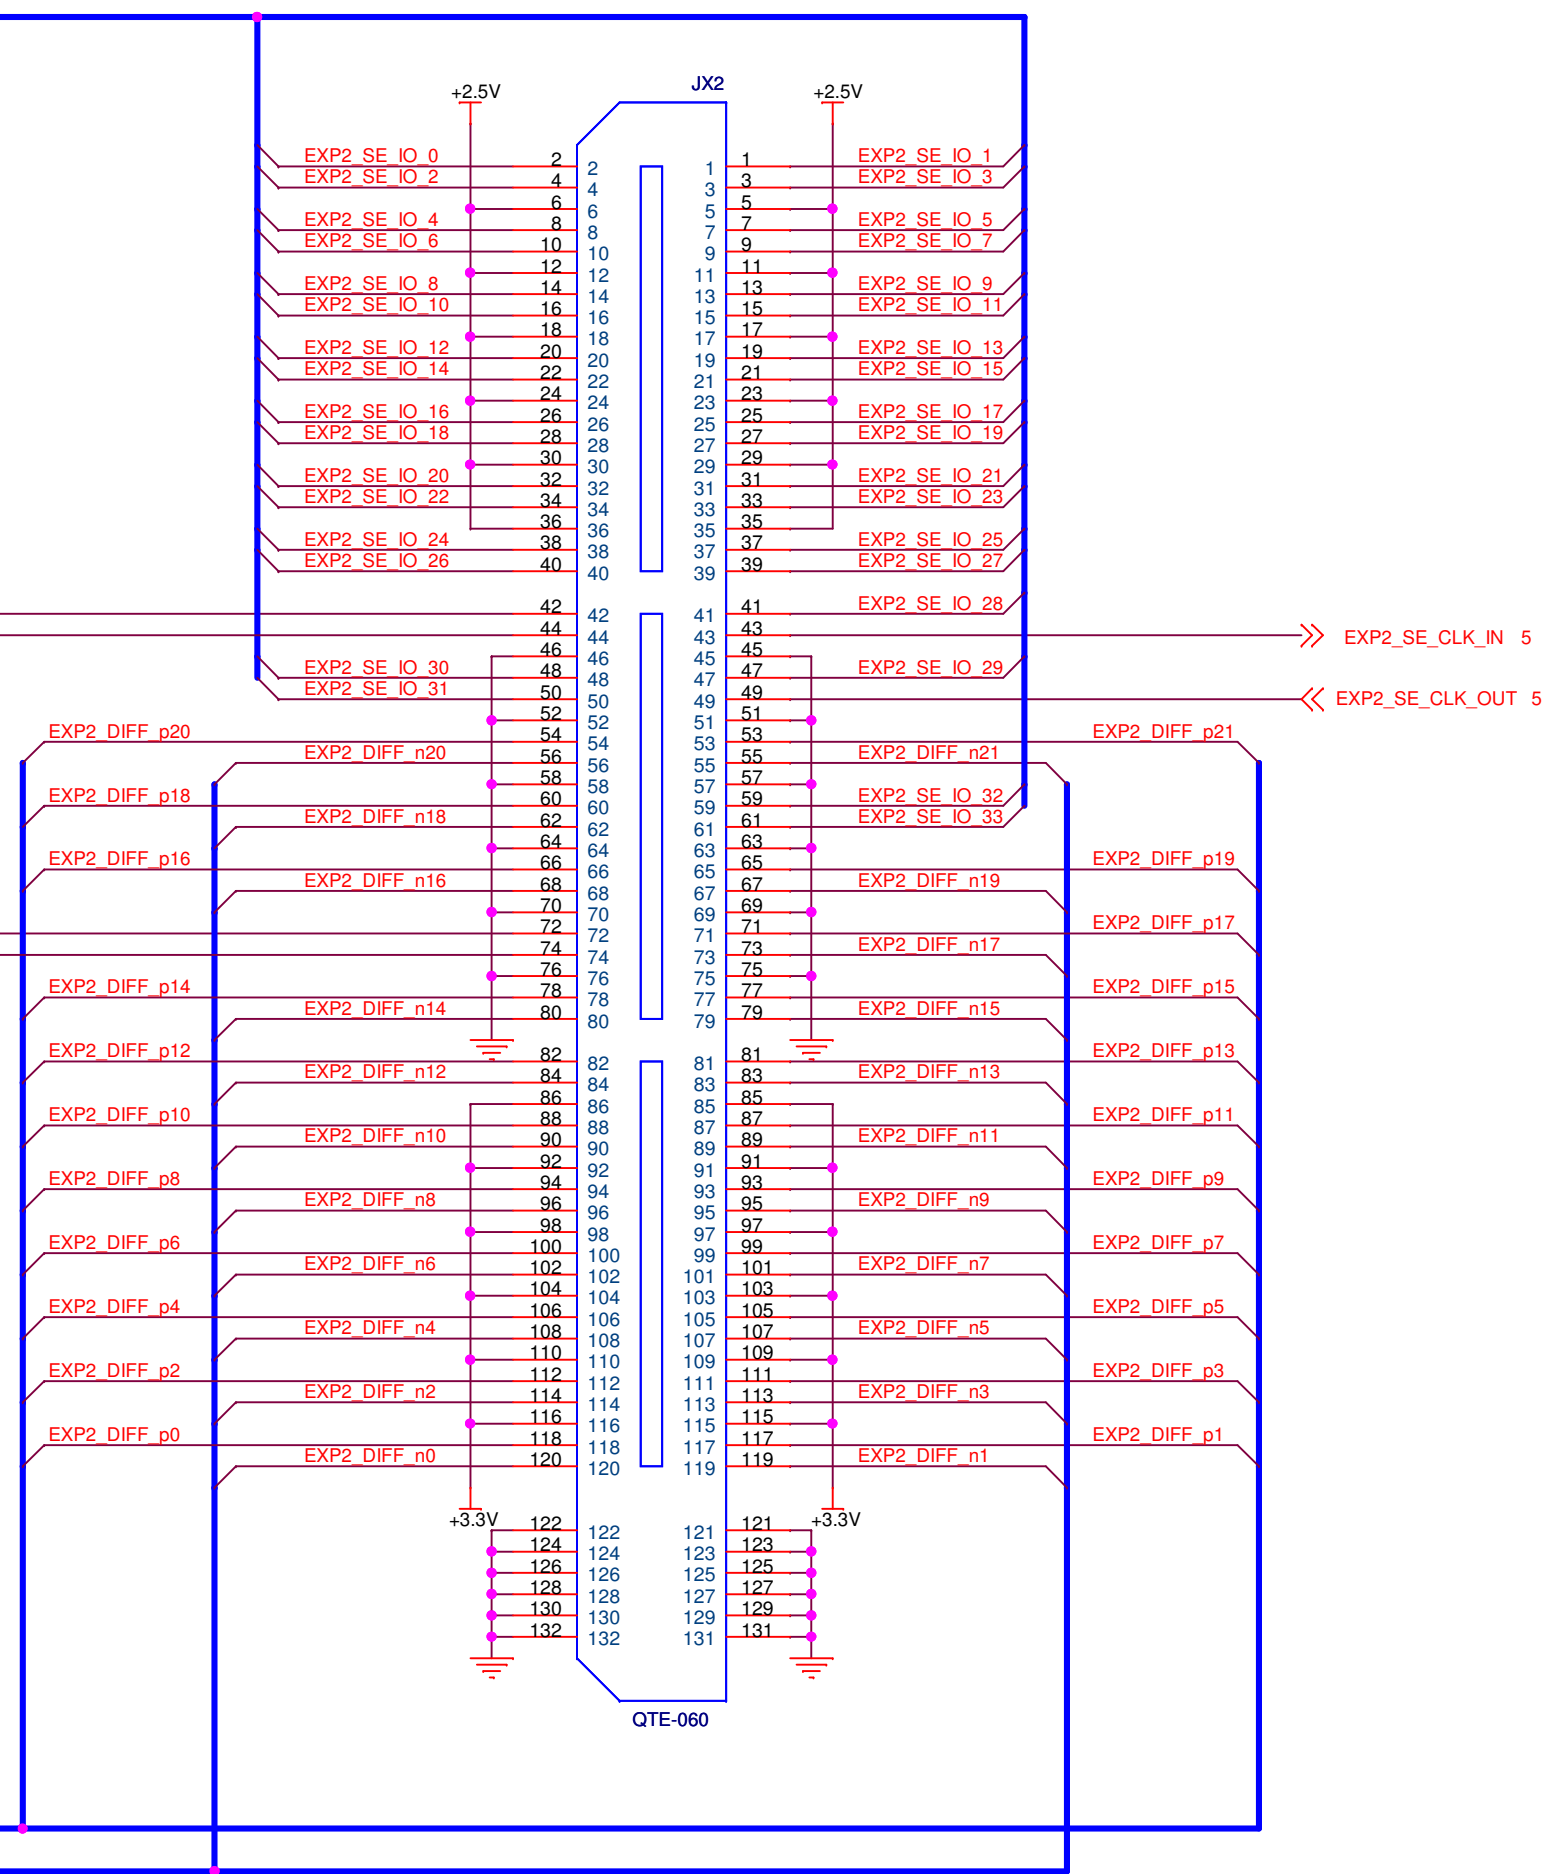 JX2
+2.5V +2.5V
EXP2_SE_IO_0 2 2 1 1 EXP2_SE_IO_1
EXP2_SE_IO_2 4 4 3 3 EXP2_SE_IO_3
6 6 5 5
EXP2_SE_IO_4 8 8 7 7 EXP2_SE_IO_5
EXP2_SE_IO_6 10 10 9 9 EXP2_SE_IO_7
12 12 11 11
EXP2_SE_IO_8 14 14 13 13 EXP2_SE_IO_9
EXP2_SE_IO_10 16 16 15 15 EXP2_SE_IO_11
18 18 17 17
EXP2_SE_IO_12 20 20 19 19 EXP2_SE_IO_13
EXP2_SE_IO_14 22 22 21 21 EXP2_SE_IO_15
24 24 23 23
EXP2_SE_IO_16 26 26 25 25 EXP2_SE_IO_17
EXP2_SE_IO_18 28 28 27 27 EXP2_SE_IO_19
30 30 29 29
EXP2_SE_IO_20 32 32 31 31 EXP2_SE_IO_21
EXP2_SE_IO_22 34 34 33 33 EXP2_SE_IO_23
36 36 35 35
EXP2_SE_IO_24 38 38 37 37 EXP2_SE_IO_25
EXP2_SE_IO_26 40 40 39 39 EXP2_SE_IO_27
42 42 41 41 EXP2_SE_IO_28
44 44 43 43 EXP2_SE_CLK_IN 5
46 46 45 45
EXP2_SE_IO_30 48 48 47 47 EXP2_SE_IO_29
EXP2_SE_IO_31 50 50 49 49 EXP2_SE_CLK_OUT 5
52 52 51 51
EXP2_DIFF_p20 54 54 53 53 EXP2_DIFF_p21
EXP2_DIFF_n20 56 56 55 55 EXP2_DIFF_n21
58 58 57 57
EXP2_DIFF_p18 60 60 59 59 EXP2_SE_IO_32
EXP2_DIFF_n18 62 62 61 61 EXP2_SE_IO_33
64 64 63 63
EXP2_DIFF_p16 66 66 65 65 EXP2_DIFF_p19
EXP2_DIFF_n16 68 68 67 67 EXP2_DIFF_n19
70 70 69 69
72 72 71 71 EXP2_DIFF_p17
74 74 73 73 EXP2_DIFF_n17
76 76 75 75
EXP2_DIFF_p14 78 78 77 77 EXP2_DIFF_p15
EXP2_DIFF_n14 80 80 79 79 EXP2_DIFF_n15
EXP2_DIFF_p12 82 82 81 81 EXP2_DIFF_p13
EXP2_DIFF_n12 84 84 83 83 EXP2_DIFF_n13
86 86 85 85
EXP2_DIFF_p10 88 88 87 87 EXP2_DIFF_p11
EXP2_DIFF_n10 90 90 89 89 EXP2_DIFF_n11
92 92 91 91
EXP2_DIFF_p8 94 94 93 93 EXP2_DIFF_p9
EXP2_DIFF_n8 96 96 95 95 EXP2_DIFF_n9
98 98 97 97
EXP2_DIFF_p6 100 100 99 99 EXP2_DIFF_p7
EXP2_DIFF_n6 102 102 101 101 EXP2_DIFF_n7
104 104 103 103
EXP2_DIFF_p4 106 106 105 105 EXP2_DIFF_p5
EXP2_DIFF_n4 108 108 107 107 EXP2_DIFF_n5
110 110 109 109
EXP2_DIFF_p2 112 112 111 111 EXP2_DIFF_p3
EXP2_DIFF_n2 114 114 113 113 EXP2_DIFF_n3
116 116 115 115
EXP2_DIFF_p0 118 118 117 117 EXP2_DIFF_p1
EXP2_DIFF_n0 120 120 119 119 EXP2_DIFF_n1
+3.3V +3.3V
122 122 121 121
124 124 123 123
126 126 125 125
128 128 127 127
130 130 129 129
132 132 131 131
QTE-060